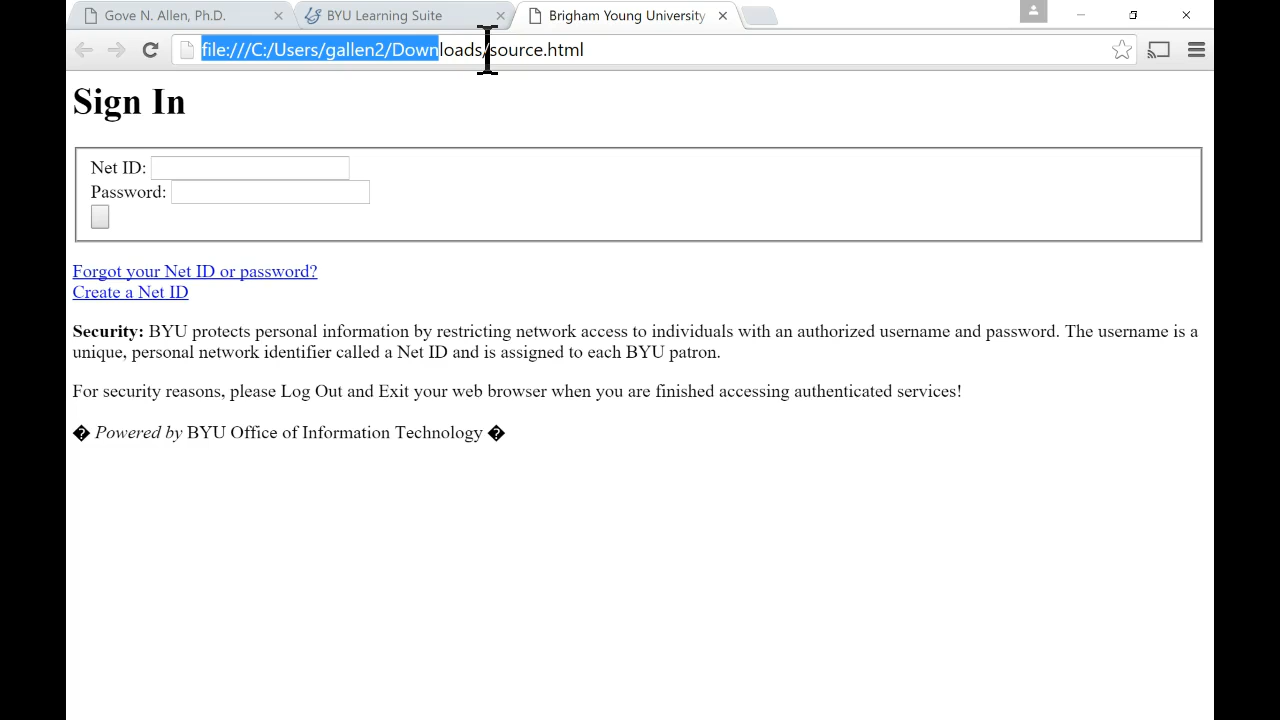 Gove N. Allen, Ph.D.
BYU Learning Suite
Brigham Young University
file:///C:/Users/gallen2/Downloads/source.html
Sign In
Net ID:
Password:
Forgot your Net ID or password?
Create a Net ID
Security: BYU protects personal information by restricting network access to individuals with an authorized username and password. The username is a
unique, personal network identifier called a Net ID and is assigned to each BYU patron.
For security reasons, please Log Out and Exit your web browser when you are finished accessing authenticated services!
� Powered by BYU Office of Information Technology �